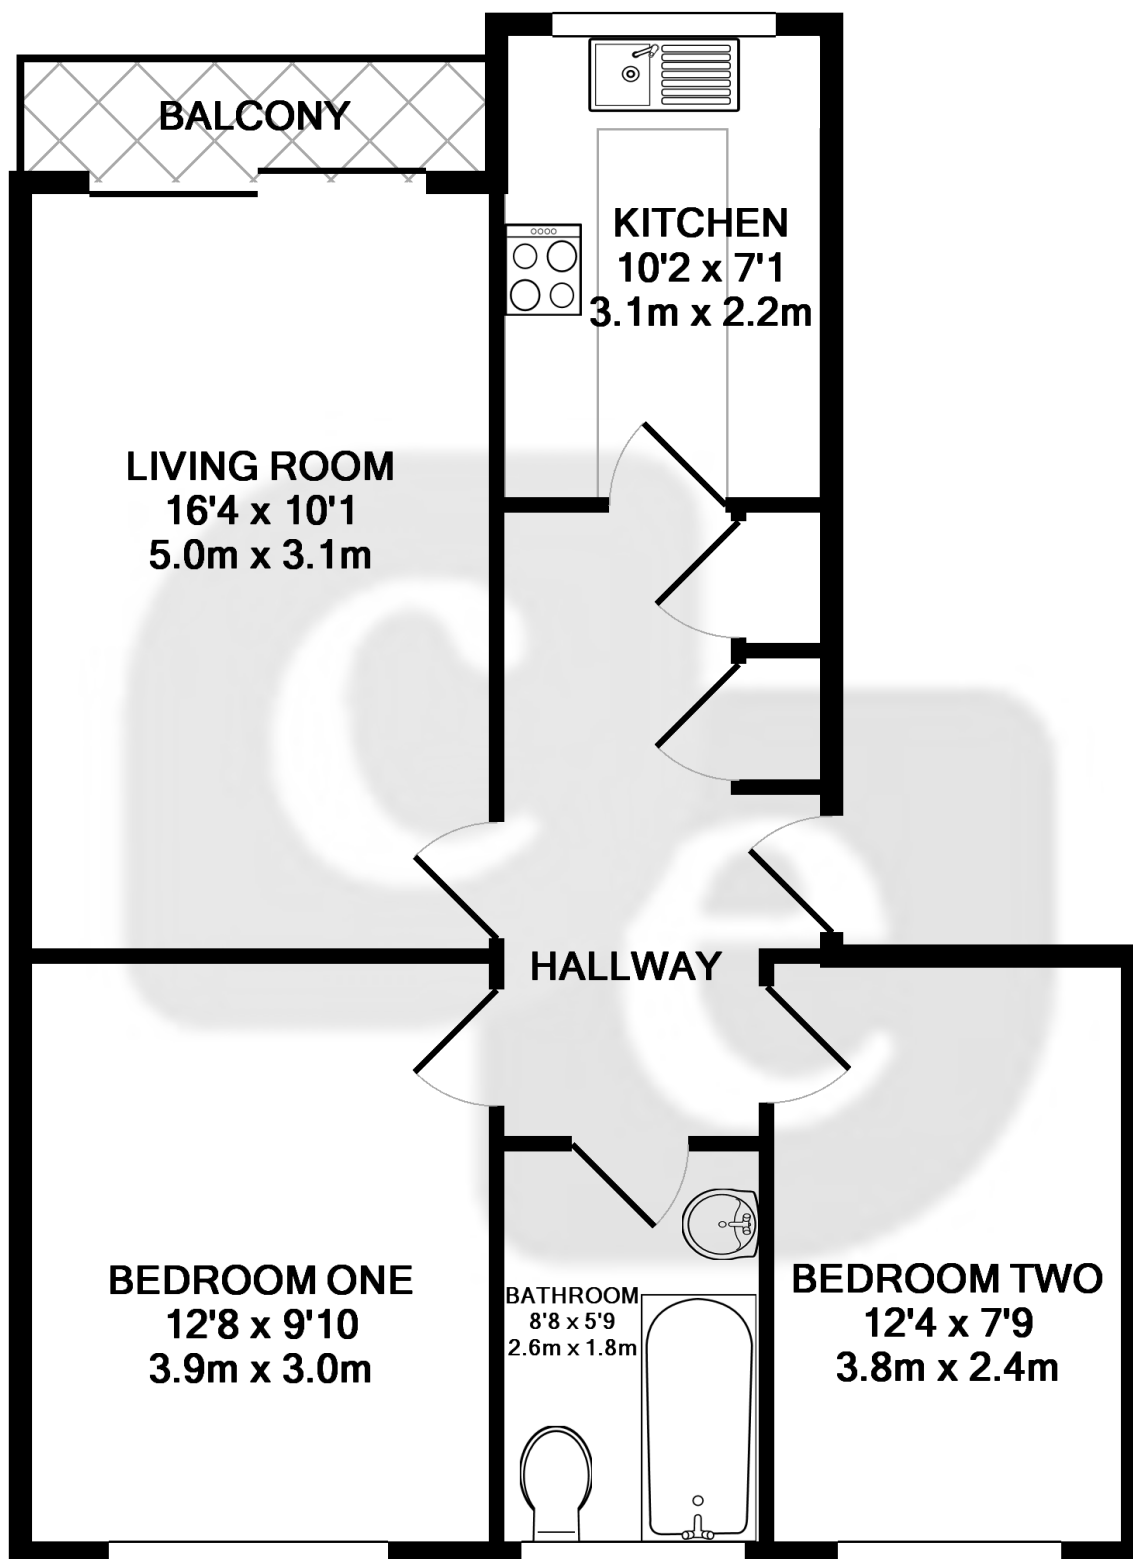 BALCONY
KITCHEN
10'2 x 7'1
3.1m x 2.2m
LIVING ROOM
16'4 x 10'1
5.0m x 3.1m
HALLWAY
BEDROOM ONE
12'8 x 9'10
3.9m x 3.0m
BATHROOM
8'8 x 5'9
2.6m x 1.8m
BEDROOM TWO
12'4 x 7'9
3.8m x 2.4m
c
e